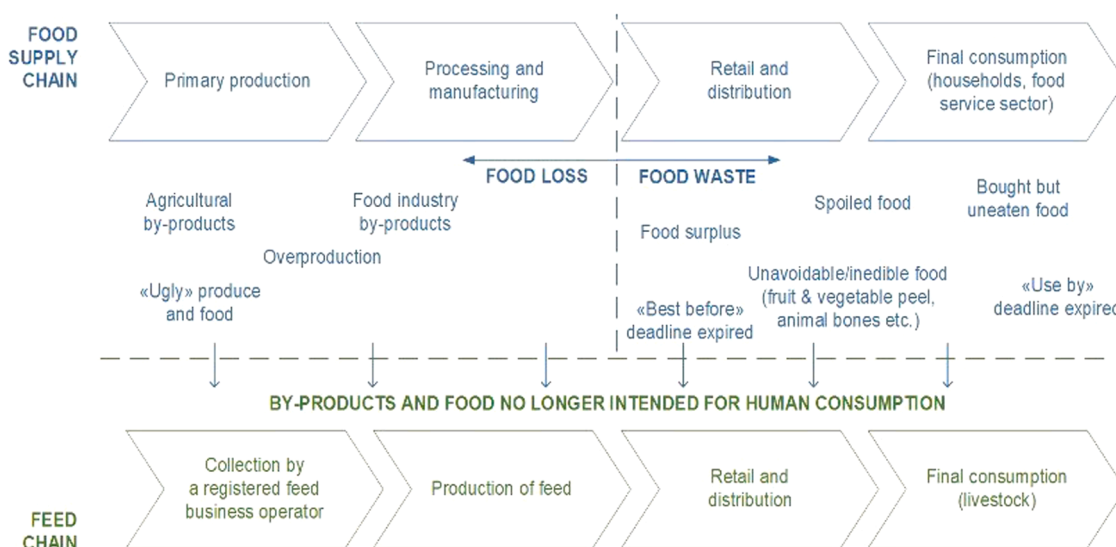 FOOD
SUPPLY
CHAIN
Primary production
Processing and
manufacturing
Retail and
distribution
Final consumption
(households, food
service sector)
FOOD LOSS
FOOD WASTE
Agricultural
by-products
Food industry
by-products
Overproduction
«Ugly» produce
and food
Food surplus
Spoiled food
Bought but
uneaten food
Unavoidable/inedible food
(fruit & vegetable peel,
animal bones etc.)
«Best before»
deadline expired
«Use by»
deadline expired
BY-PRODUCTS AND FOOD NO LONGER INTENDED FOR HUMAN CONSUMPTION
FEED
CHAIN
Collection by
a registered feed
business operator
Production of feed
Retail and
distribution
Final consumption
(livestock)